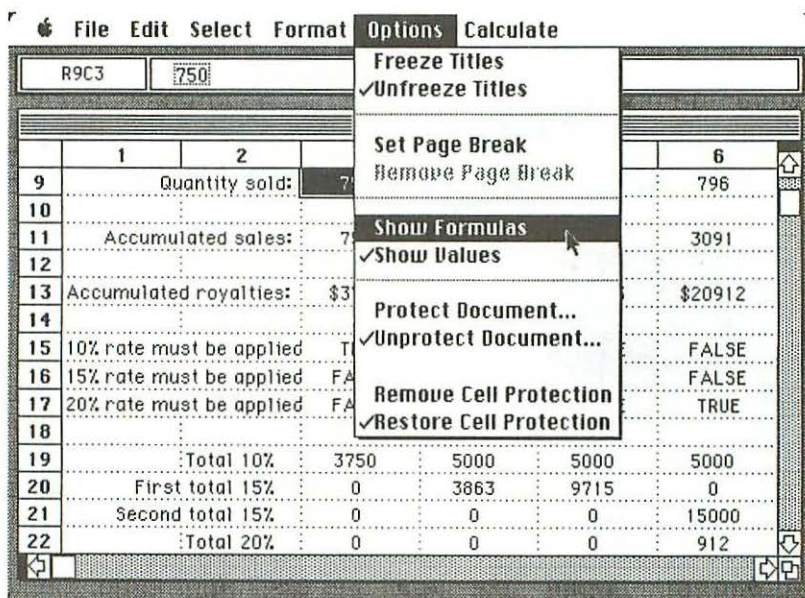 File Edit Select Format Options Calculate
R9C3 750
Freeze Titles
✓Unfreeze Titles
Set Page Break
Remove Page Break
Show Formulas
✓Show Values
Protect Document...
✓Unprotect Document...
Remove Cell Protection
✓Restore Cell Protection
1 2 6
9 Quantity sold: 796
10
11 Accumulated sales: 3091
12
13 Accumulated royalties: $20912
14
15 10% rate must be applied FALSE
16 15% rate must be applied FALSE
17 20% rate must be applied TRUE
18
19 Total 10% 3750 5000 5000 5000
20 First total 15% 0 3863 9715 0
21 Second total 15% 0 0 0 15000
22 Total 20% 0 0 0 912